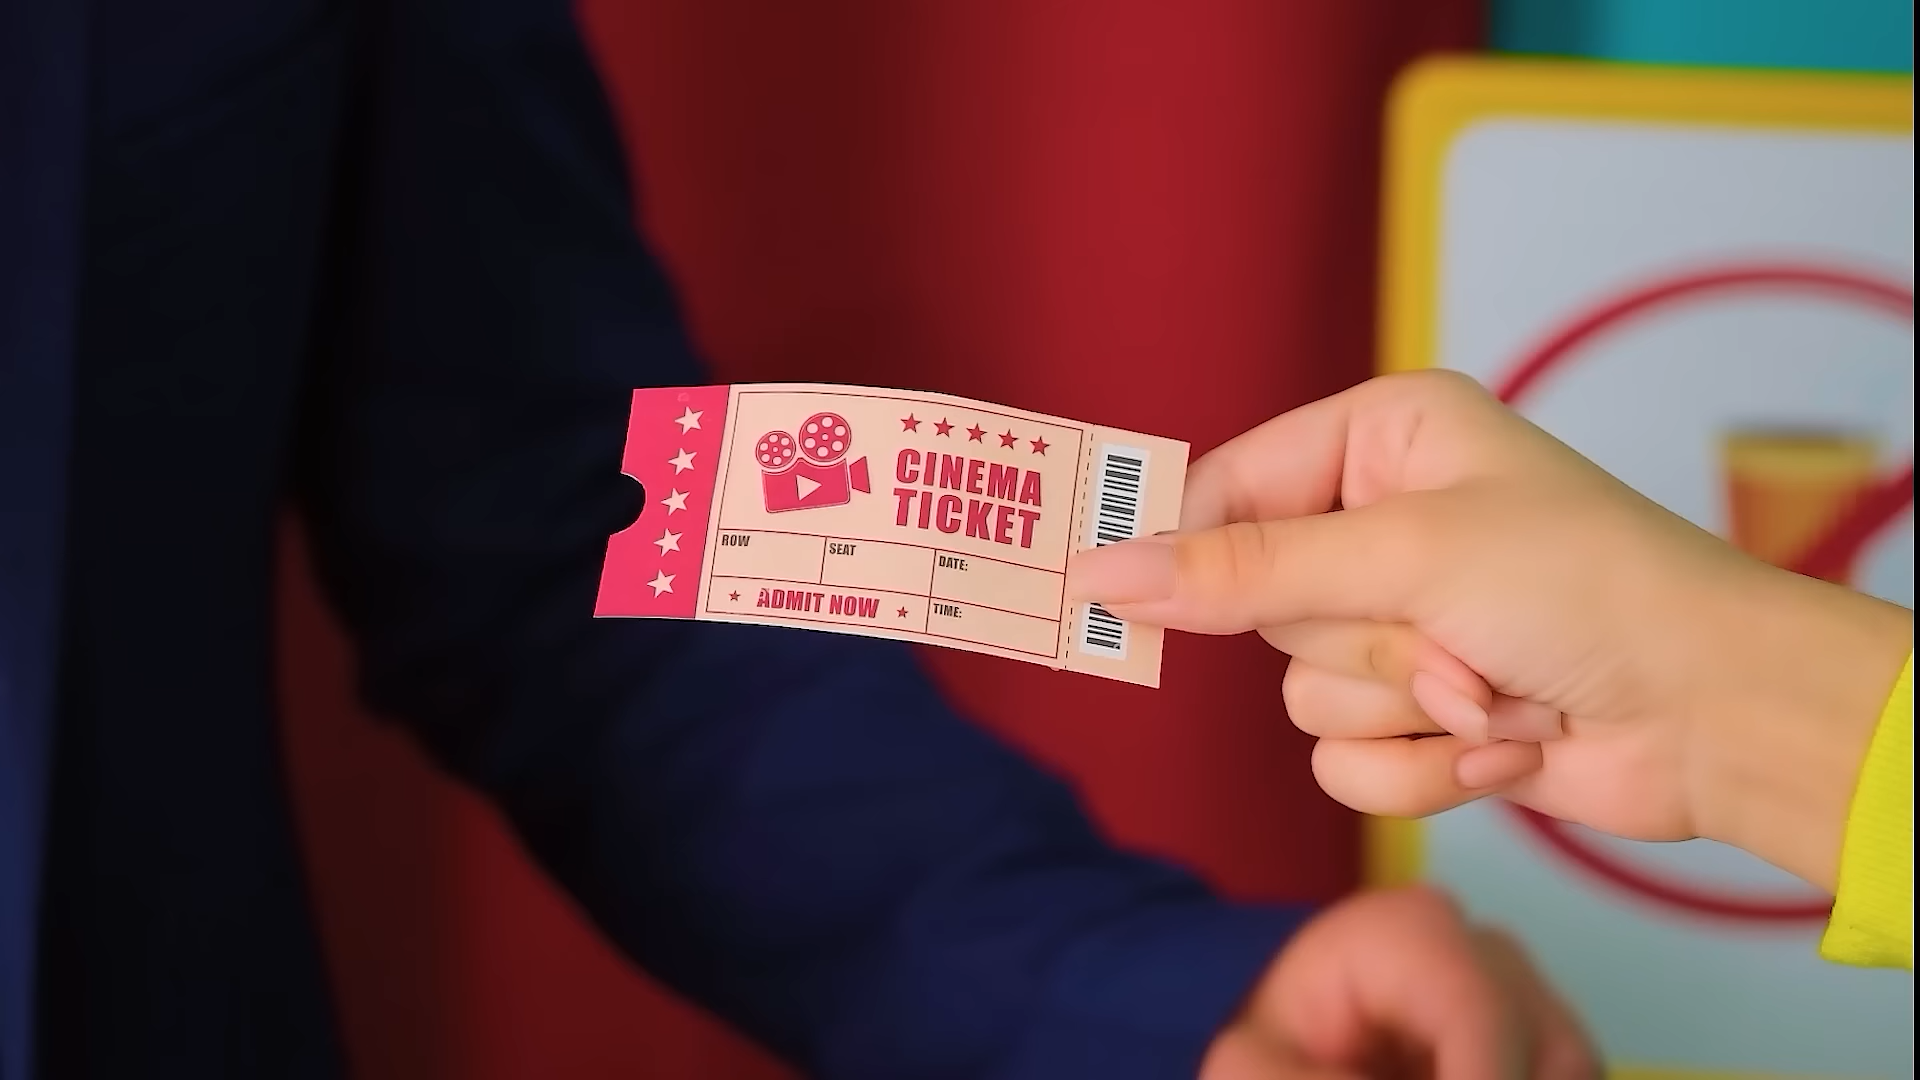 CINEMA
TICKET
ROW
SEAT
DATE:
ADMIT NOW
TIME: